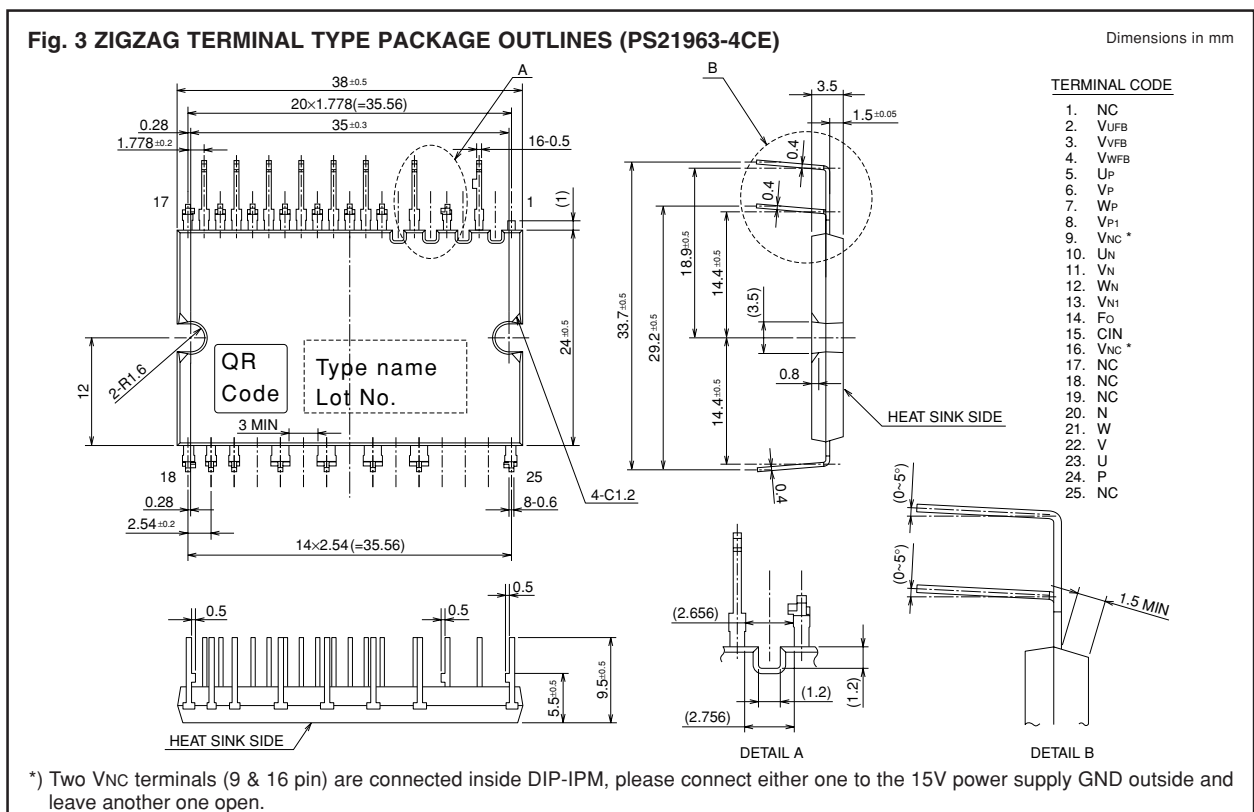 Fig. 3 ZIGZAG TERMINAL TYPE PACKAGE OUTLINES (PS21963-4CE)
Dimensions in mm
A
B
38±0.5
20×1.778(=35.56)
0.28
35±0.3
1.778±0.2
16-0.5
17
1
(1)
2-R1.6
12
24±0.5
QR
Code
Type name
Lot No.
3 MIN
18
25
0.28
8-0.6
4-C1.2
2.54±0.2
14×2.54(=35.56)
3.5
1.5±0.05
0.4
0.4
33.7±0.5
29.2±0.5
18.9±0.5
14.4±0.5
(3.5)
0.8
14.4±0.5
0.4
HEAT SINK SIDE
TERMINAL CODE
1. NC
2. VUFB
3. VVFB
4. VWFB
5. UP
6. VP
7. WP
8. VP1
9. VNC *
10. UN
11. VN
12. WN
13. VN1
14. FO
15. CIN
16. VNC *
17. NC
18. NC
19. NC
20. N
21. W
22. V
23. U
24. P
25. NC
0.5
0.5
0.5
5.5±0.5
9.5±0.5
HEAT SINK SIDE
(2.656)
(1.2)
(1.2)
(2.756)
DETAIL A
(0~5°)
(0~5°)
1.5 MIN
DETAIL B
*) Two VNC terminals (9 & 16 pin) are connected inside DIP-IPM, please connect either one to the 15V power supply GND outside and
leave another one open.